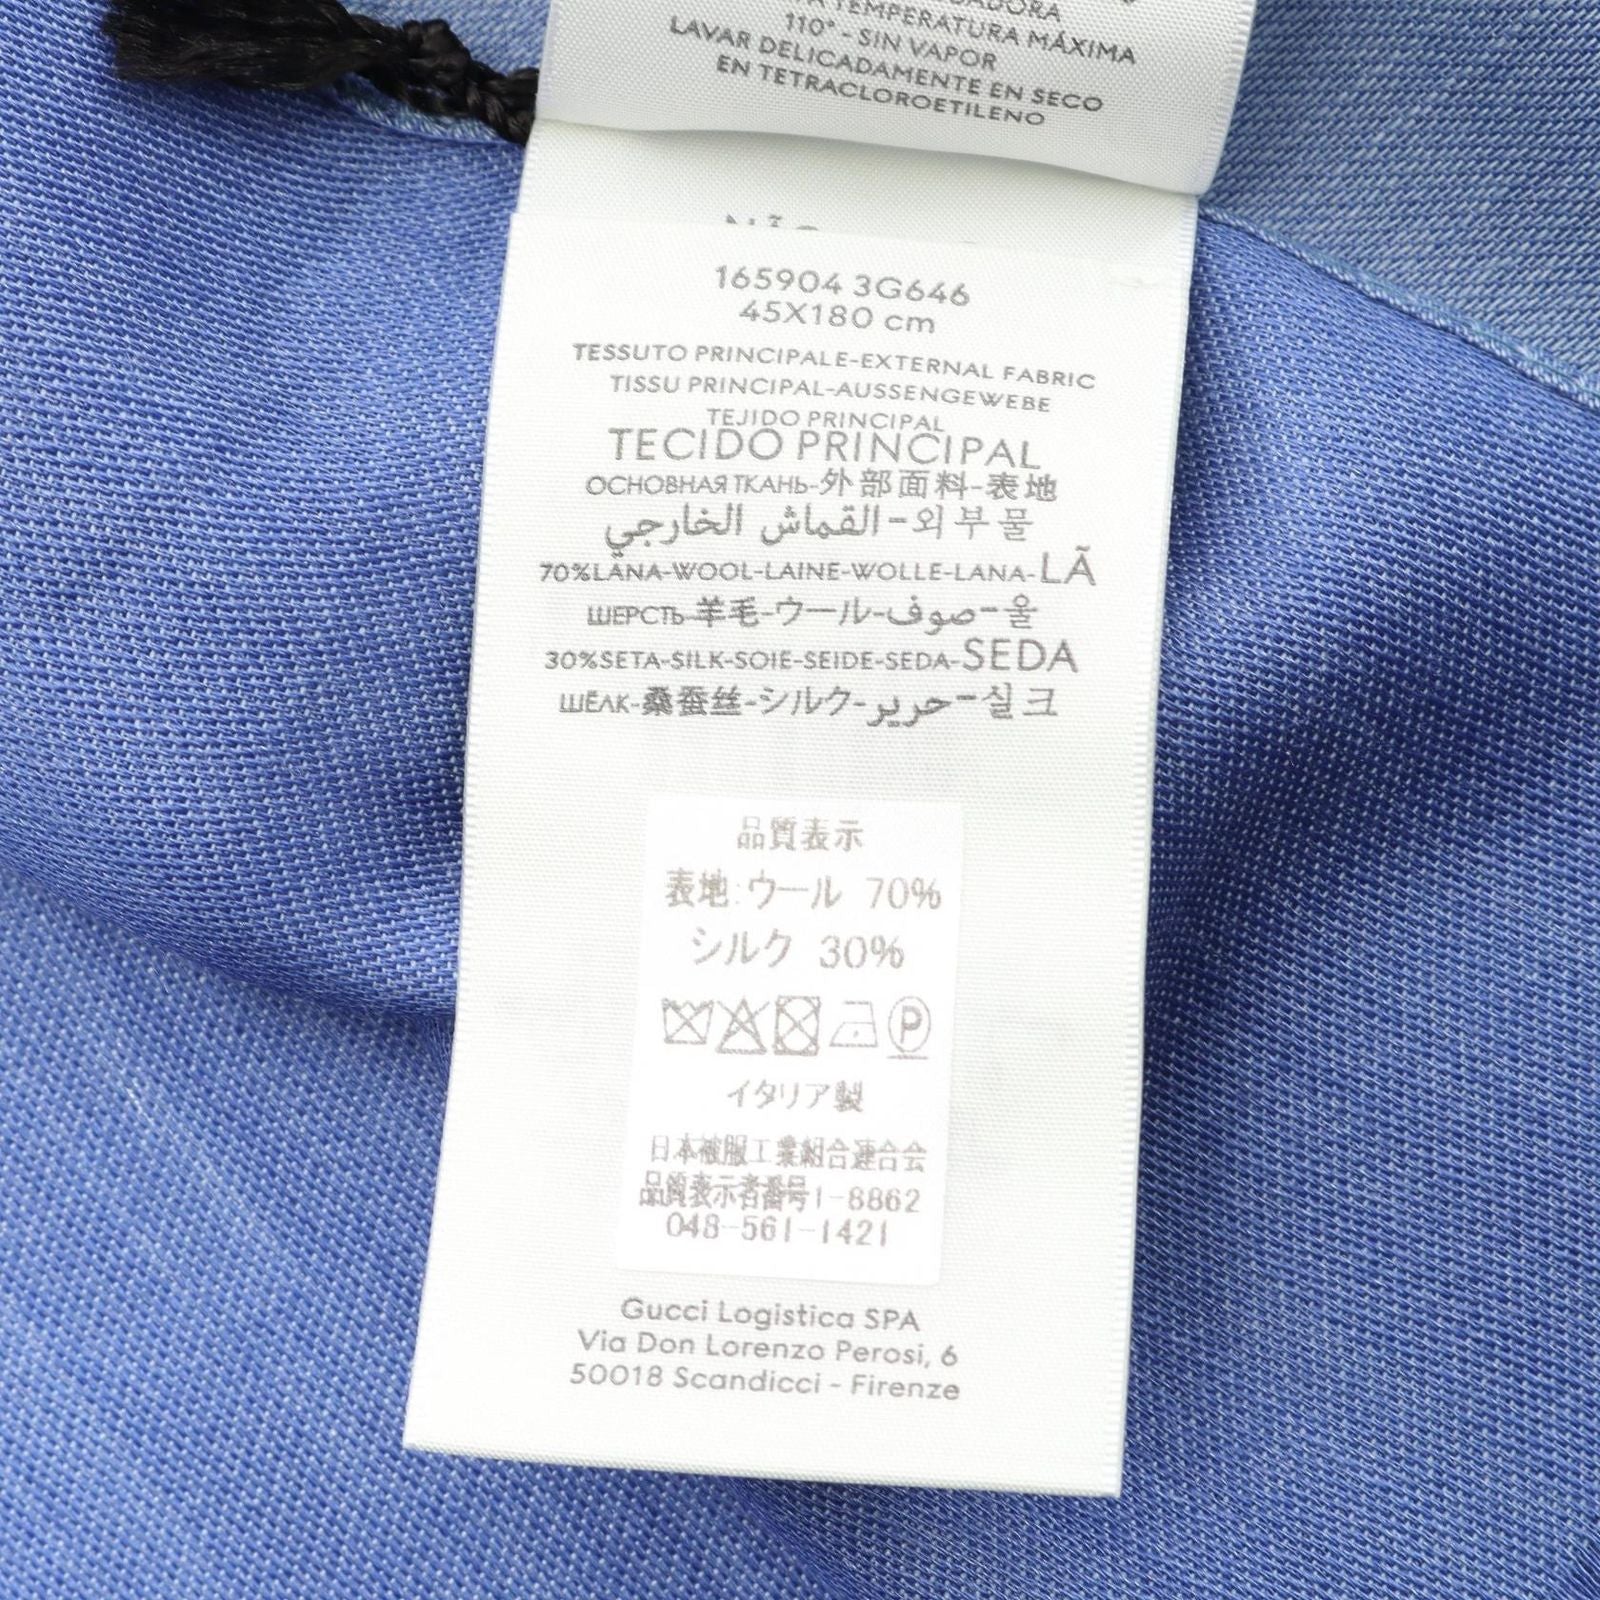 TEMPERATURA MÁXIMA
110° - SIN VAPOR
LAVAR DELICADAMENTE EN SECO
EN TETRACLOROETILENO
165904 3G646
45X180 cm
TESSUTO PRINCIPALE-EXTERNAL FABRIC
TISSU PRINCIPAL-AUSSENGEWEBE
TEJIDO PRINCIPAL
TECIDO PRINCIPAL
ОСНОВНАЯ ТКАНЬ-外部面料-表地
القماش الخارجي-외부물
70%LANA-WOOL-LAINE-WOLLE-LANA-LÃ
ШЕРСТЬ-羊毛-ウール-صوف-울
30%SETA-SILK-SOIE-SEIDE-SEDA-SEDA
ШЁЛК-桑蚕丝-シルク-حرير-실크
品質表示
表地:ウール 70%
シルク 30%
P
イタリア製
日本被服工業組合連合会
品質表示者番号1-8862
048-561-1421
Gucci Logistica SPA
Via Don Lorenzo Perosi, 6
50018 Scandicci - Firenze